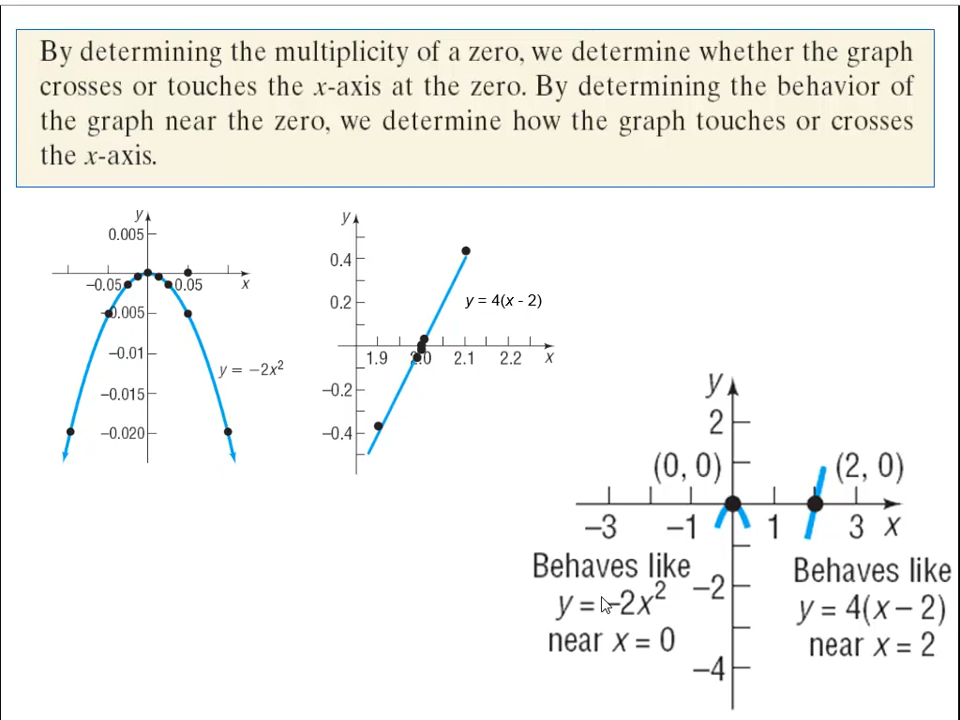 By determining the multiplicity of a zero, we determine whether the graph
crosses or touches the x-axis at the zero. By determining the behavior of
the graph near the zero, we determine how the graph touches or crosses
the x-axis.
y
0.005
−0.05
0.05
x
−0.005
−0.01
y = −2x²
−0.015
−0.020
y
0.4
0.2
y = 4(x - 2)
1.9
2.0
2.1
2.2
x
−0.2
−0.4
y
2
(0, 0)
(2, 0)
−3
−1
1
3
x
Behaves like
y = −2x²
near x = 0
−2
Behaves like
y = 4(x − 2)
near x = 2
−4